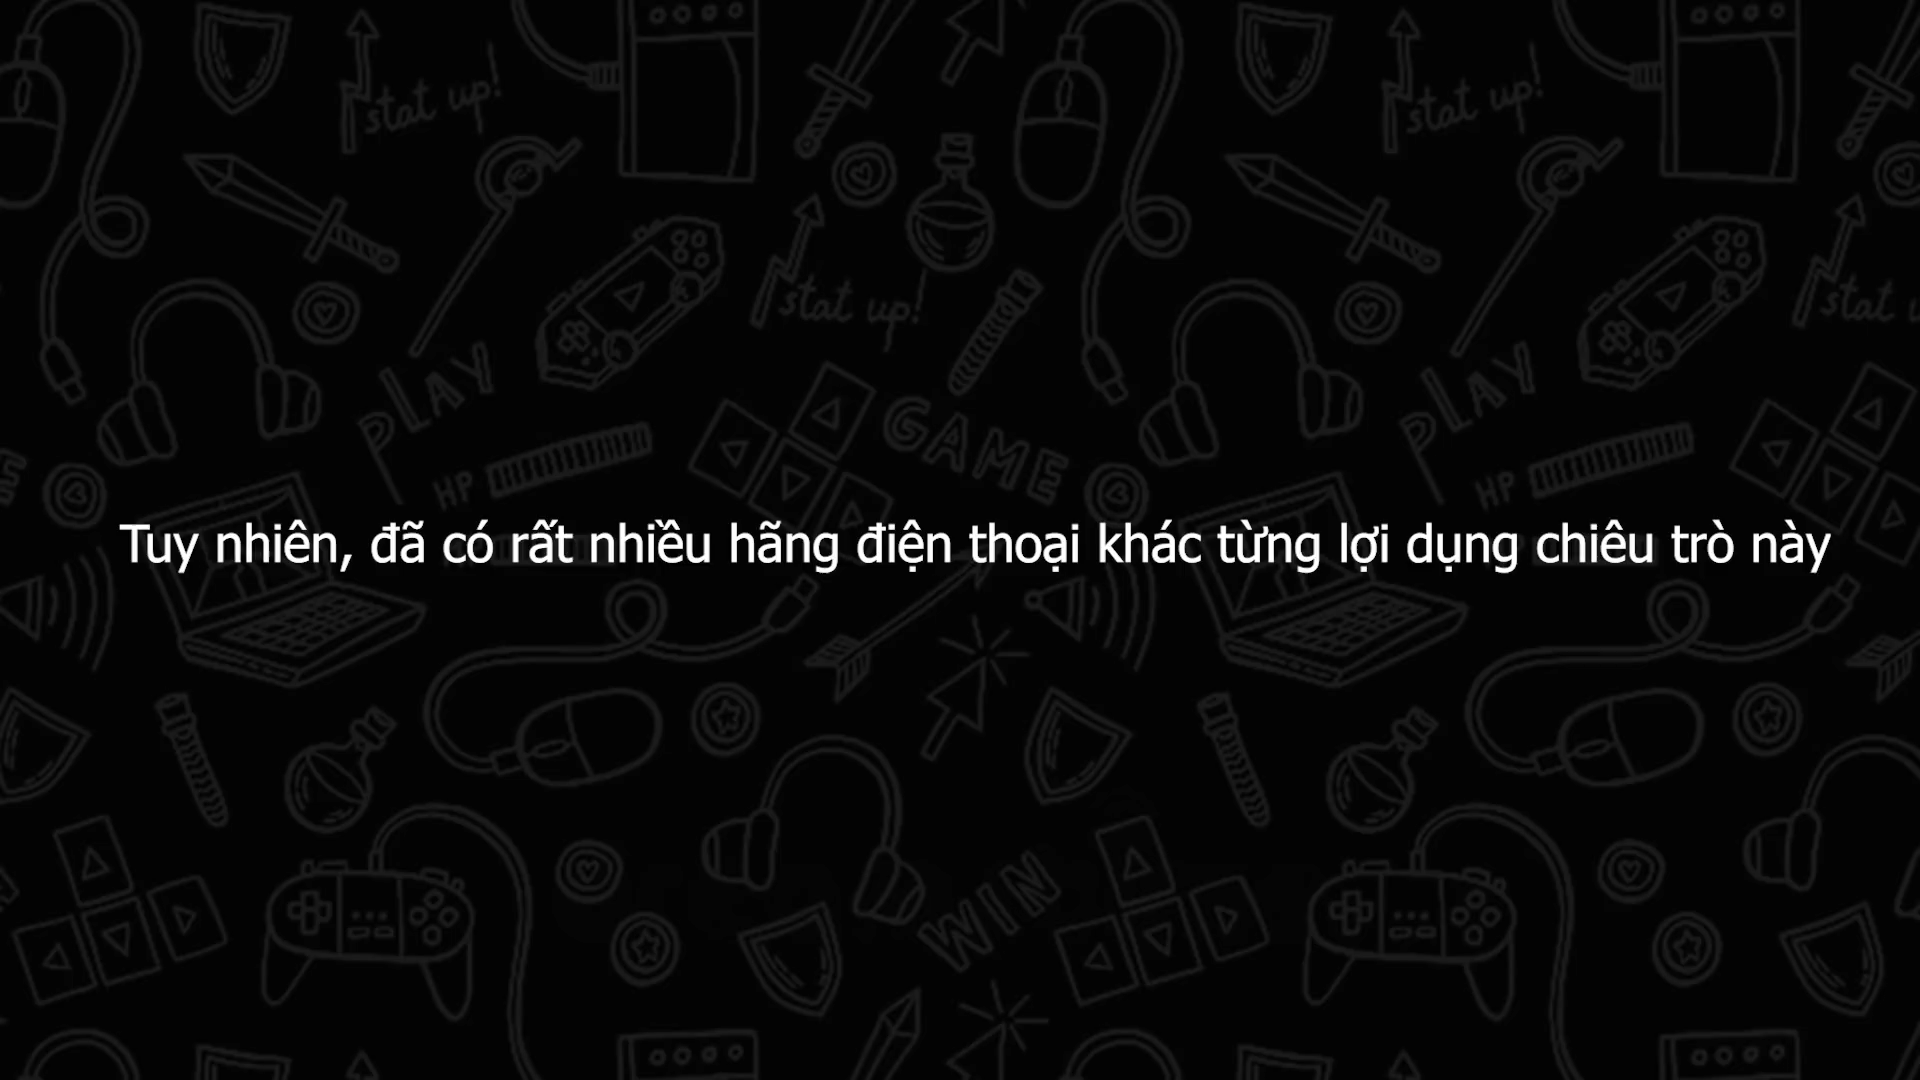 stat up!
stat up!
stat up!
stat u
PLAY
PLAY
GAME
HP
HP
Tuy nhiên, đã có rất nhiều hãng điện thoại khác từng lợi dụng chiêu trò này
WIN